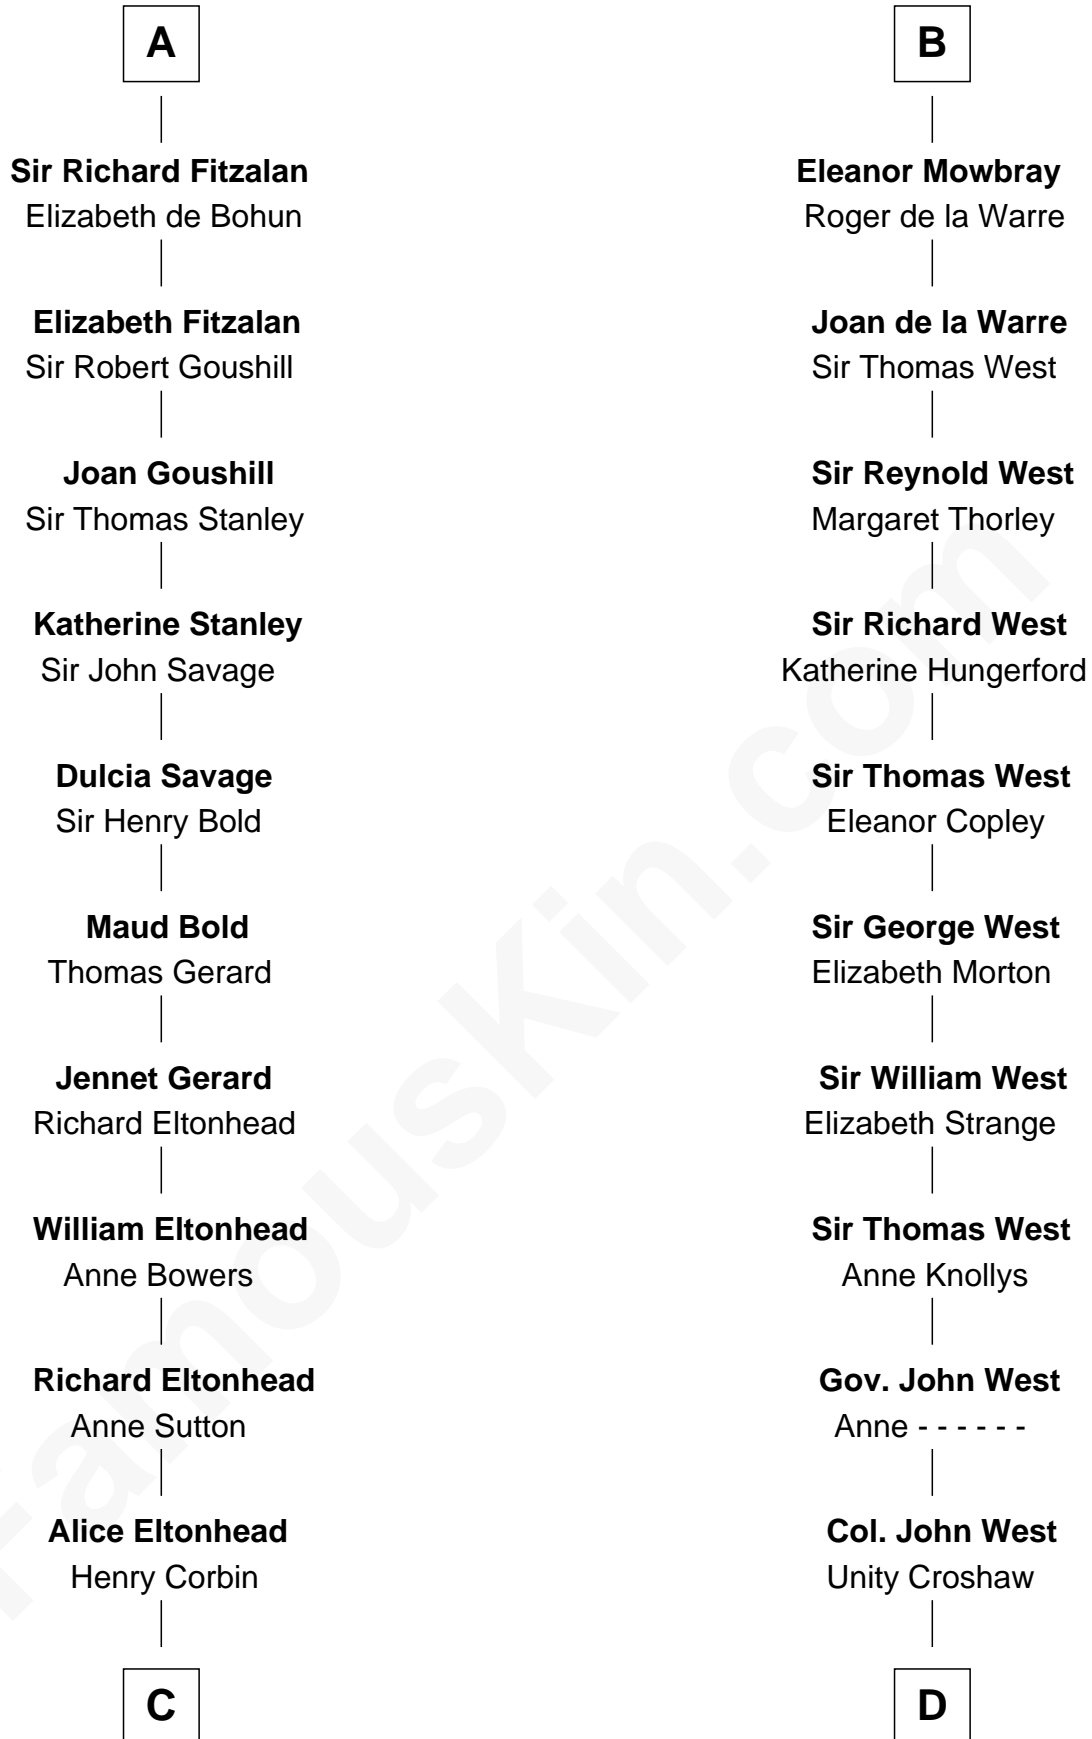 A
Sir Richard Fitzalan
Elizabeth de Bohun
Elizabeth Fitzalan
Sir Robert Goushill
Joan Goushill
Sir Thomas Stanley
Katherine Stanley
Sir John Savage
Dulcia Savage
Sir Henry Bold
Maud Bold
Thomas Gerard
Jennet Gerard
Richard Eltonhead
William Eltonhead
Anne Bowers
Richard Eltonhead
Anne Sutton
Alice Eltonhead
Henry Corbin
C
B
Eleanor Mowbray
Roger de la Warre
Joan de la Warre
Sir Thomas West
Sir Reynold West
Margaret Thorley
Sir Richard West
Katherine Hungerford
Sir Thomas West
Eleanor Copley
Sir George West
Elizabeth Morton
Sir William West
Elizabeth Strange
Sir Thomas West
Anne Knollys
Gov. John West
Anne - - - - - -
Col. John West
Unity Croshaw
D
FamousKin.com